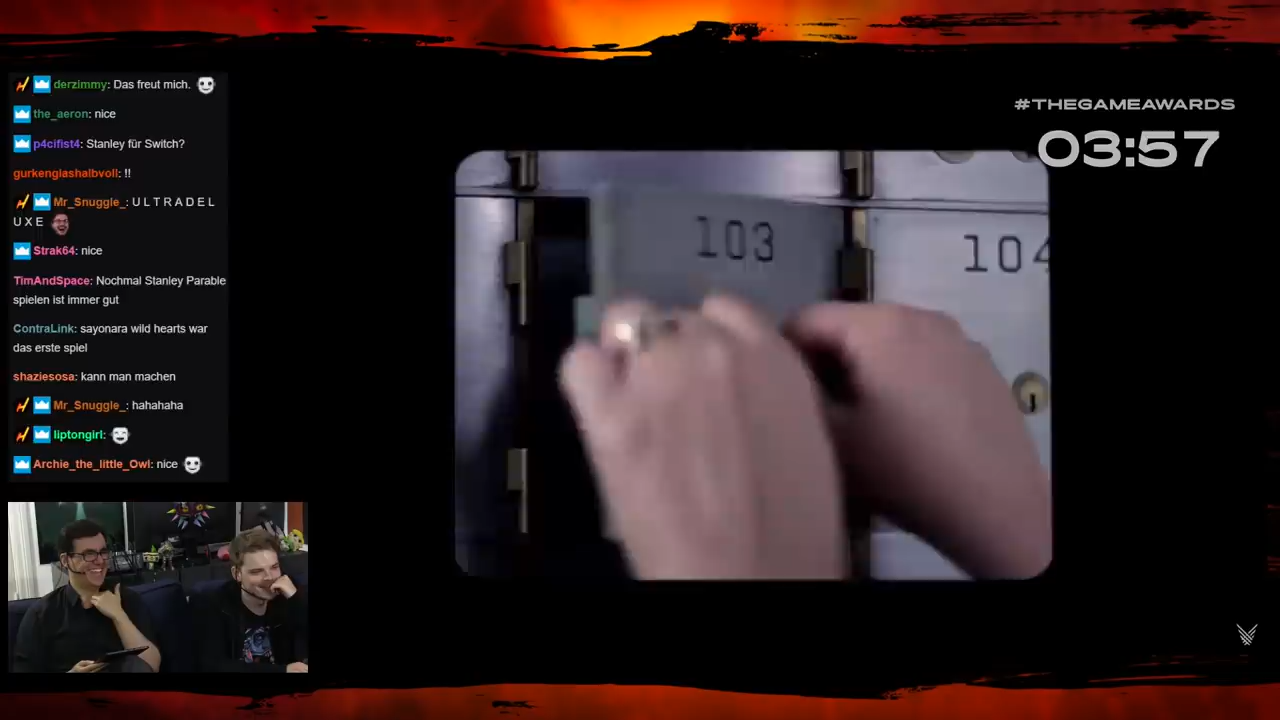 derzimmy: Das freut mich.
the_aeron: nice
p4cifist4: Stanley für Switch?
gurkenglashalbvoll: !!
Mr_Snuggle_: U L T R A D E L
U X E
Strak64: nice
TimAndSpace: Nochmal Stanley Parable
spielen ist immer gut
ContraLink: sayonara wild hearts war
das erste spiel
shaziesosa: kann man machen
Mr_Snuggle_: hahahaha
liptongirl:
Archie_the_little_Owl: nice
#THEGAMEAWARDS
03:57
103
104